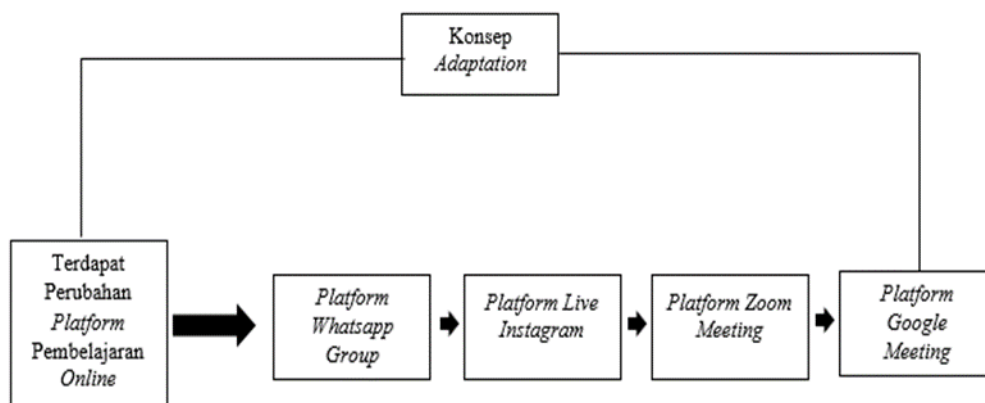 Konsep
Adaptation
Terdapat
Perubahan
Platform
Pembelajaran
Online
Platform
Whatsapp
Group
Platform Live
Instagram
Platform Zoom
Meeting
Platform
Google
Meeting